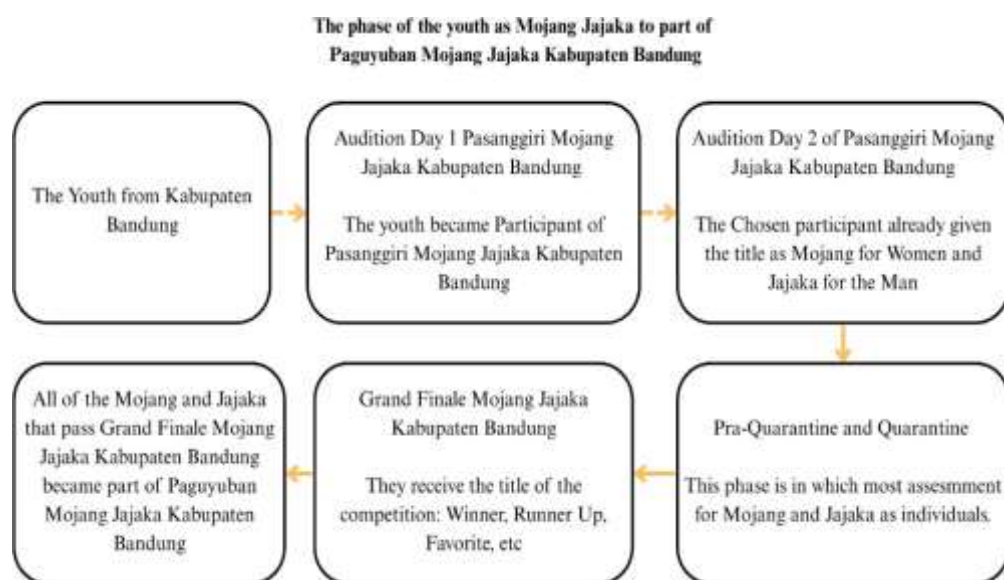 The phase of the youth as Mojang Jajaka to part of
Paguyuban Mojang Jajaka Kabupaten Bandung
The Youth from Kabupaten
Bandung
Audition Day 1 Pasanggiri Mojang
Jajaka Kabupaten Bandung
The youth became Participant of
Pasanggiri Mojang Jajaka Kabupaten
Bandung
Audition Day 2 of Pasanggiri Mojang
Jajaka Kabupaten Bandung
The Chosen participant already given
the title as Mojang for Women and
Jajaka for the Man
Pra-Quarantine and Quarantine
This phase is in which most assesmment
for Mojang and Jajaka as individuals.
Grand Finale Mojang Jajaka
Kabupaten Bandung
They receive the title of the
competition: Winner, Runner Up,
Favorite, etc
All of the Mojang and Jajaka
that pass Grand Finale Mojang
Jajaka Kabupaten Bandung
became part of Paguyuban
Mojang Jajaka Kabupaten
Bandung